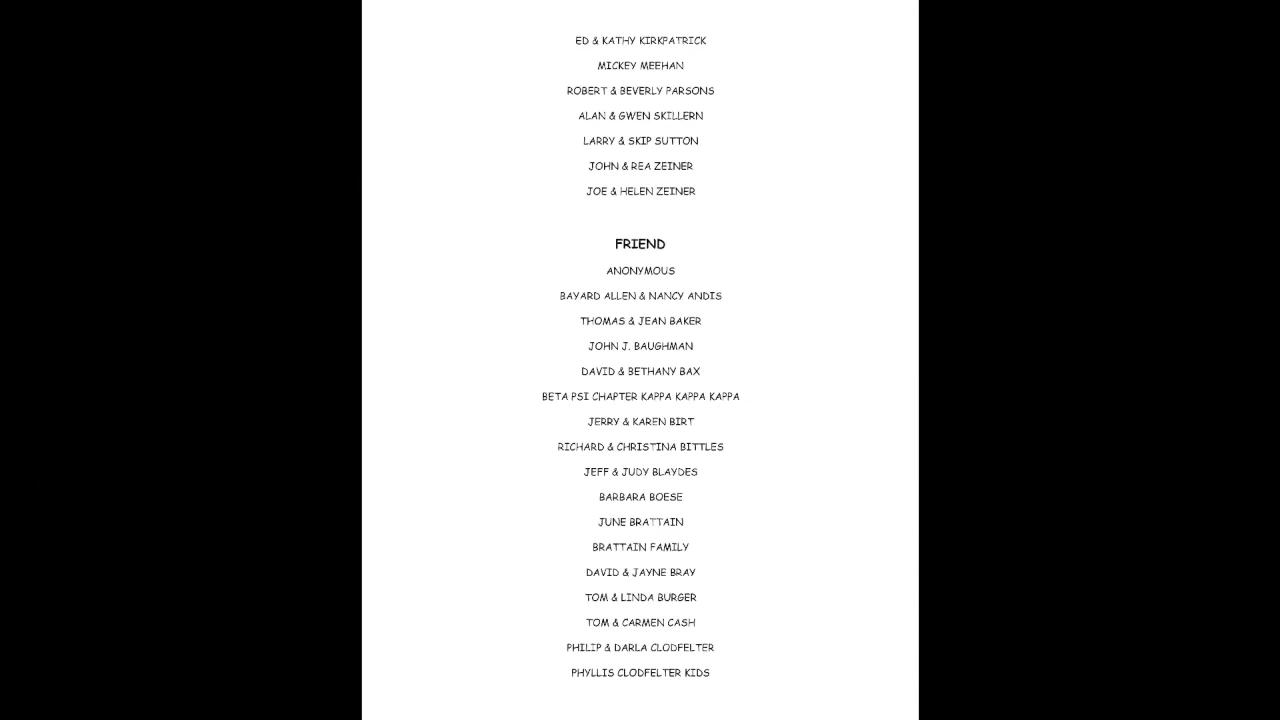 ED & KATHY KIRKPATRICK
MICKEY MEEHAN
ROBERT & BEVERLY PARSONS
ALAN & GWEN SKILLERN
LARRY & SKIP SUTTON
JOHN & REA ZEINER
JOE & HELEN ZEINER
FRIEND
ANONYMOUS
BAYARD ALLEN & NANCY ANDIS
THOMAS & JEAN BAKER
JOHN J. BAUGHMAN
DAVID & BETHANY BAX
BETA PSI CHAPTER KAPPA KAPPA KAPPA
JERRY & KAREN BIRT
RICHARD & CHRISTINA BITTLES
JEFF & JUDY BLAYDES
BARBARA BOESE
JUNE BRATTAIN
BRATTAIN FAMILY
DAVID & JAYNE BRAY
TOM & LINDA BURGER
TOM & CARMEN CASH
PHILIP & DARLA CLODFELTER
PHYLLIS CLODFELTER KIDS